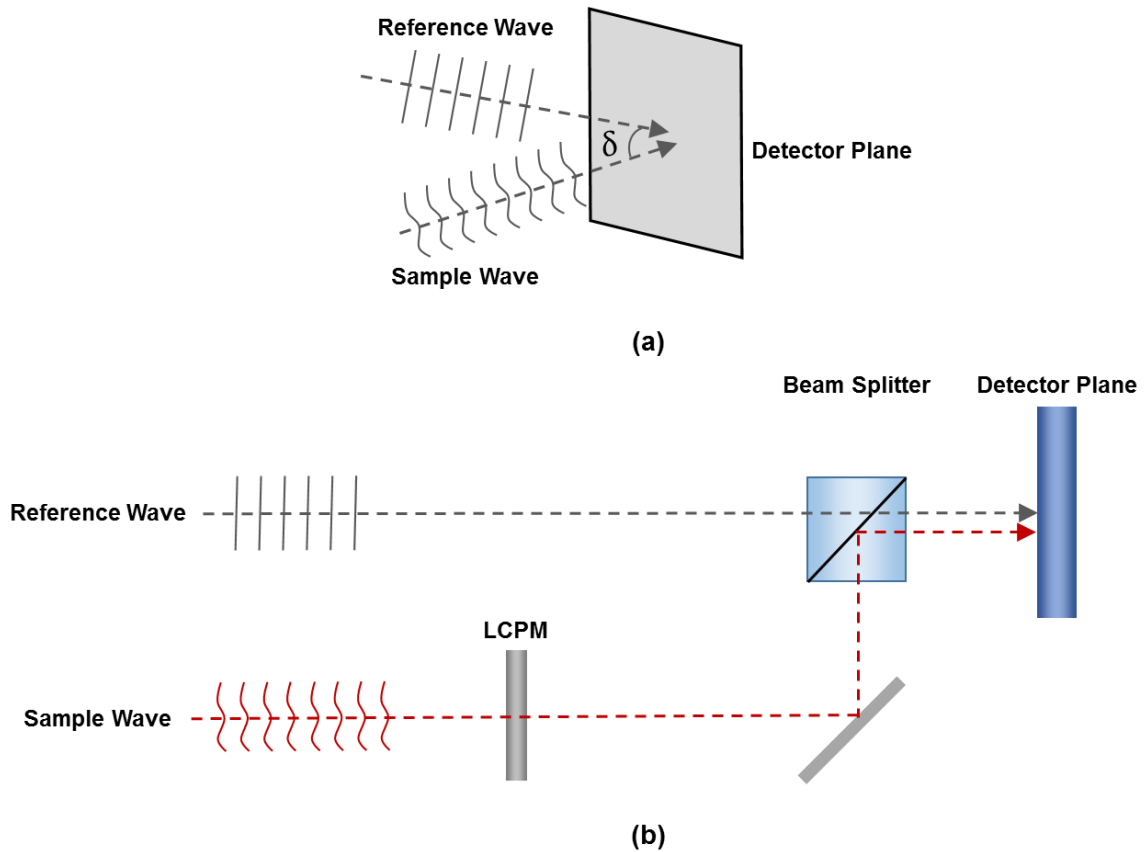 Reference Wave
δ
Detector Plane
Sample Wave
(a)
Beam Splitter
Detector Plane
Reference Wave
LCPM
Sample Wave
(b)